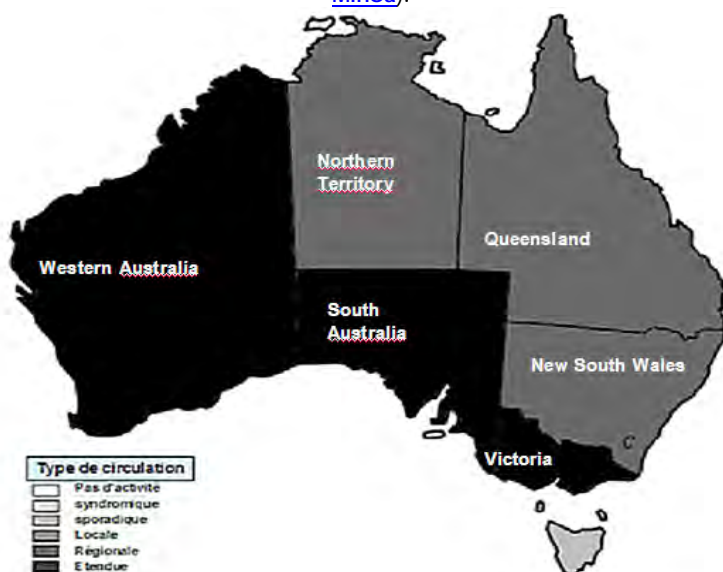 Northern
Territory
Queensland
Western Australia
South
Australia
New South Wales
Victoria
Type de circulation
Pas d'activité
syndromique
sporadique
Locale
Régionale
Etendue